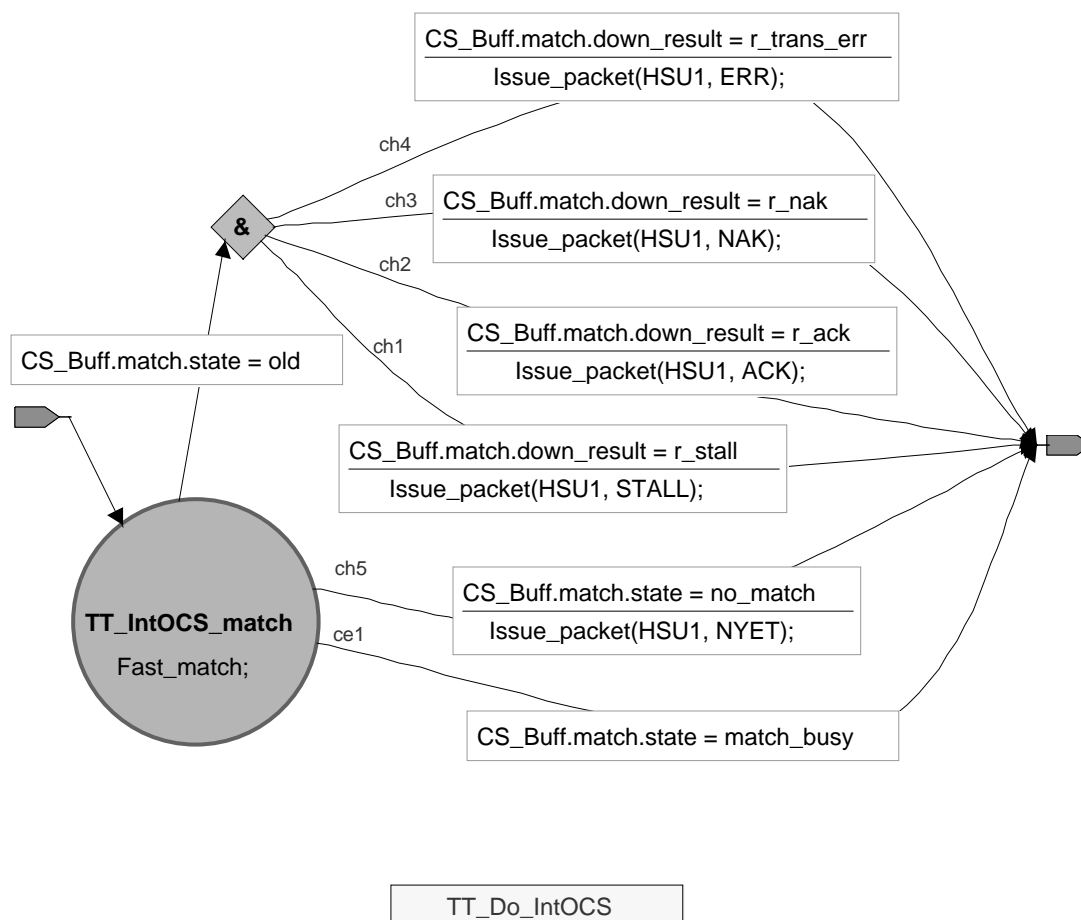 CS_Buff.match.down_result = r_trans_err
Issue_packet(HSU1, ERR);
ch4
CS_Buff.match.down_result = r_nak
Issue_packet(HSU1, NAK);
ch3
&
ch2
CS_Buff.match.down_result = r_ack
Issue_packet(HSU1, ACK);
ch1
CS_Buff.match.state = old
CS_Buff.match.down_result = r_stall
Issue_packet(HSU1, STALL);
ch5
CS_Buff.match.state = no_match
Issue_packet(HSU1, NYET);
TT_IntOCS_match
Fast_match;
ce1
CS_Buff.match.state = match_busy
TT_Do_IntOCS